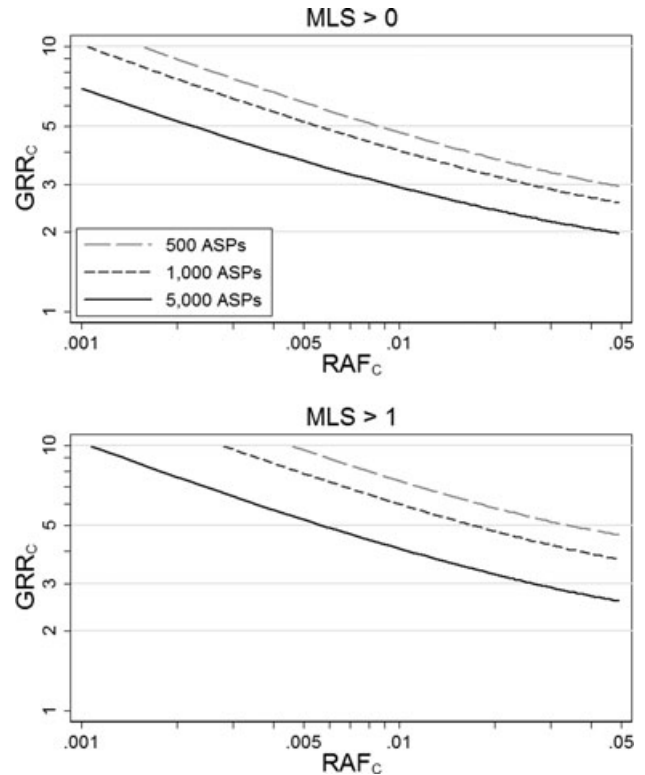 MLS > 0
10
5
3
2
1
GRRC
500 ASPs
1,000 ASPs
5,000 ASPs
.001
.005
.01
.05
RAFC
MLS > 1
10
5
3
2
1
GRRC
.001
.005
.01
.05
RAFC